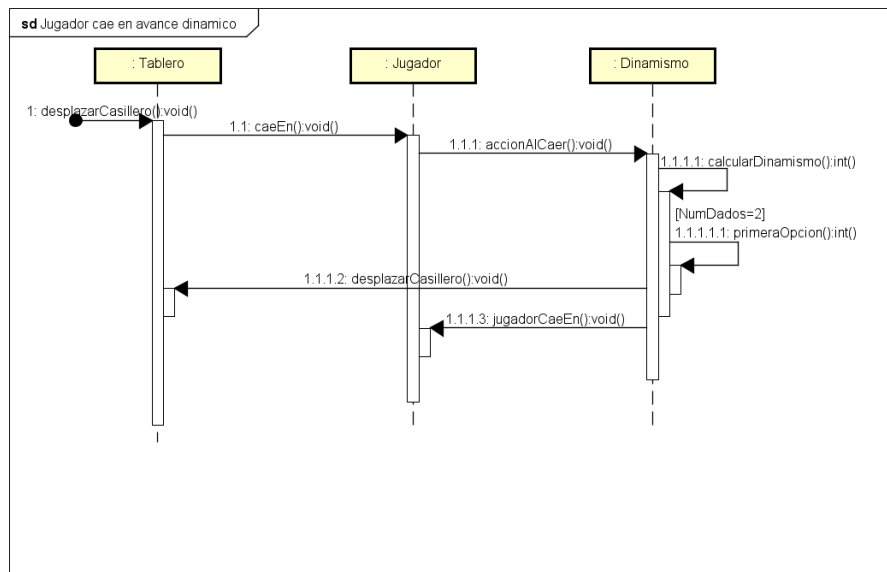 sd Jugador cae en avance dinamico
: Tablero
: Jugador
: Dinamismo
1: desplazarCasillero():void()
1.1: caeEn():void()
1.1.1: accionAlCaer():void()
1.1.1.1: calcularDinamismo():int()
[NumDados=2]
1.1.1.1.1: primeraOpcion():int()
1.1.1.2: desplazarCasillero():void()
1.1.1.3: jugadorCaeEn():void()